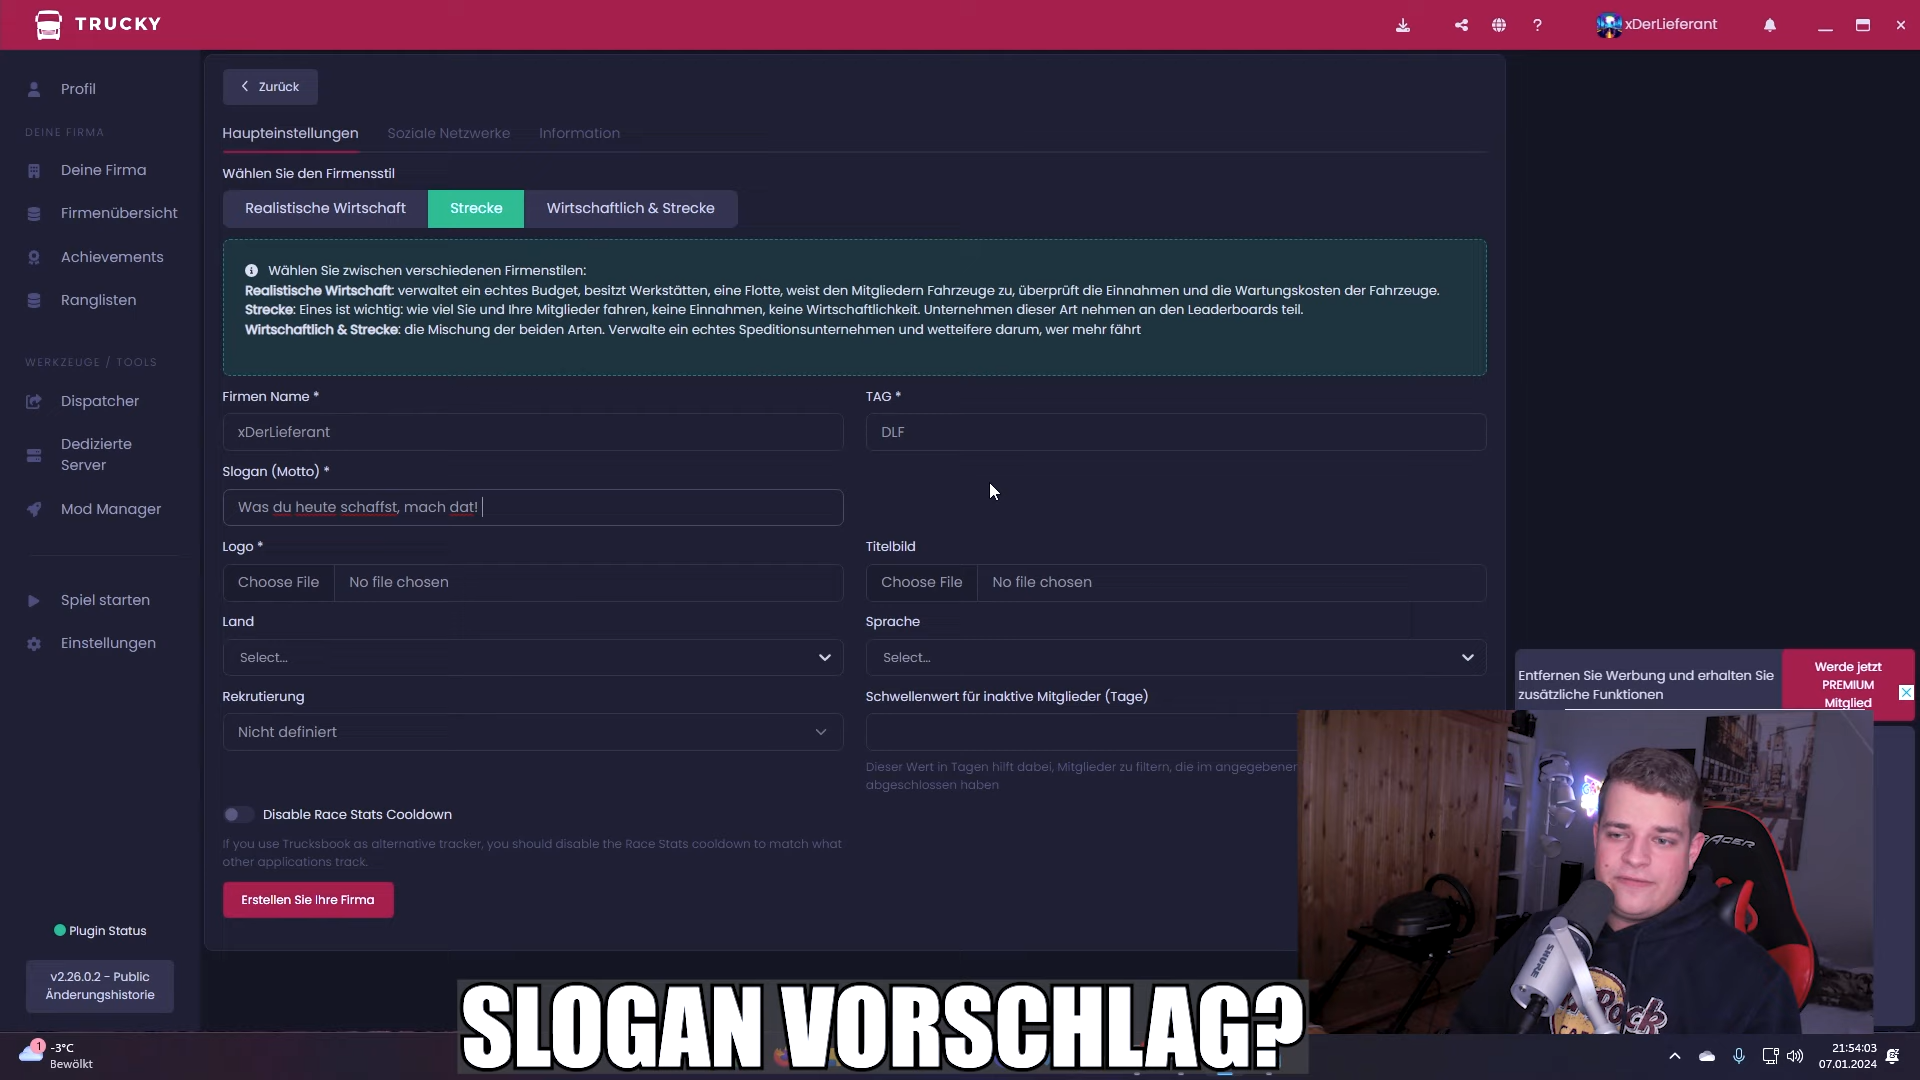 TRUCKY
xDerLieferant
Profil
DEINE FIRMA
Deine Firma
Firmenübersicht
Achievements
Ranglisten
WERKZEUGE / TOOLS
Dispatcher
Dedizierte
Server
Mod Manager
Spiel starten
Einstellungen
Plugin Status
v2.26.0.2 - Public
Änderungshistorie
Zurück
Haupteinstellungen
Soziale Netzwerke
Information
Wählen Sie den Firmensstil
Realistische Wirtschaft
Strecke
Wirtschaftlich & Strecke
Wählen Sie zwischen verschiedenen Firmenstilen:
Realistische Wirtschaft: verwaltet ein echtes Budget, besitzt Werkstätten, eine Flotte, weist den Mitgliedern Fahrzeuge zu, überprüft die Einnahmen und die Wartungskosten der Fahrzeuge.
Strecke: Eines ist wichtig: wie viel Sie und Ihre Mitglieder fahren, keine Einnahmen, keine Wirtschaftlichkeit. Unternehmen dieser Art nehmen an den Leaderboards teil.
Wirtschaftlich & Strecke: die Mischung der beiden Arten. Verwalte ein echtes Speditionsunternehmen und wetteifere darum, wer mehr fährt
Firmen Name *
TAG *
xDerLieferant
DLF
Slogan (Motto) *
Was du heute schaffst, mach dat!
Logo *
Titelbild
Choose File No file chosen
Choose File No file chosen
Land
Sprache
Select...
Select...
Rekrutierung
Schwellenwert für inaktive Mitglieder (Tage)
Nicht definiert
Dieser Wert in Tagen hilft dabei, Mitglieder zu filtern, die im angegebenen
abgeschlossen haben
Disable Race Stats Cooldown
If you use Trucksbook as alternative tracker, you should disable the Race Stats cooldown to match what
other applications track.
Erstellen Sie Ihre Firma
Entfernen Sie Werbung und erhalten Sie
zusätzliche Funktionen
Werde jetzt
PREMIUM
Mitglied
SHURE
Rock
SLOGAN VORSCHLAG?
1
-3°C
Bewölkt
21:54:03
07.01.2024